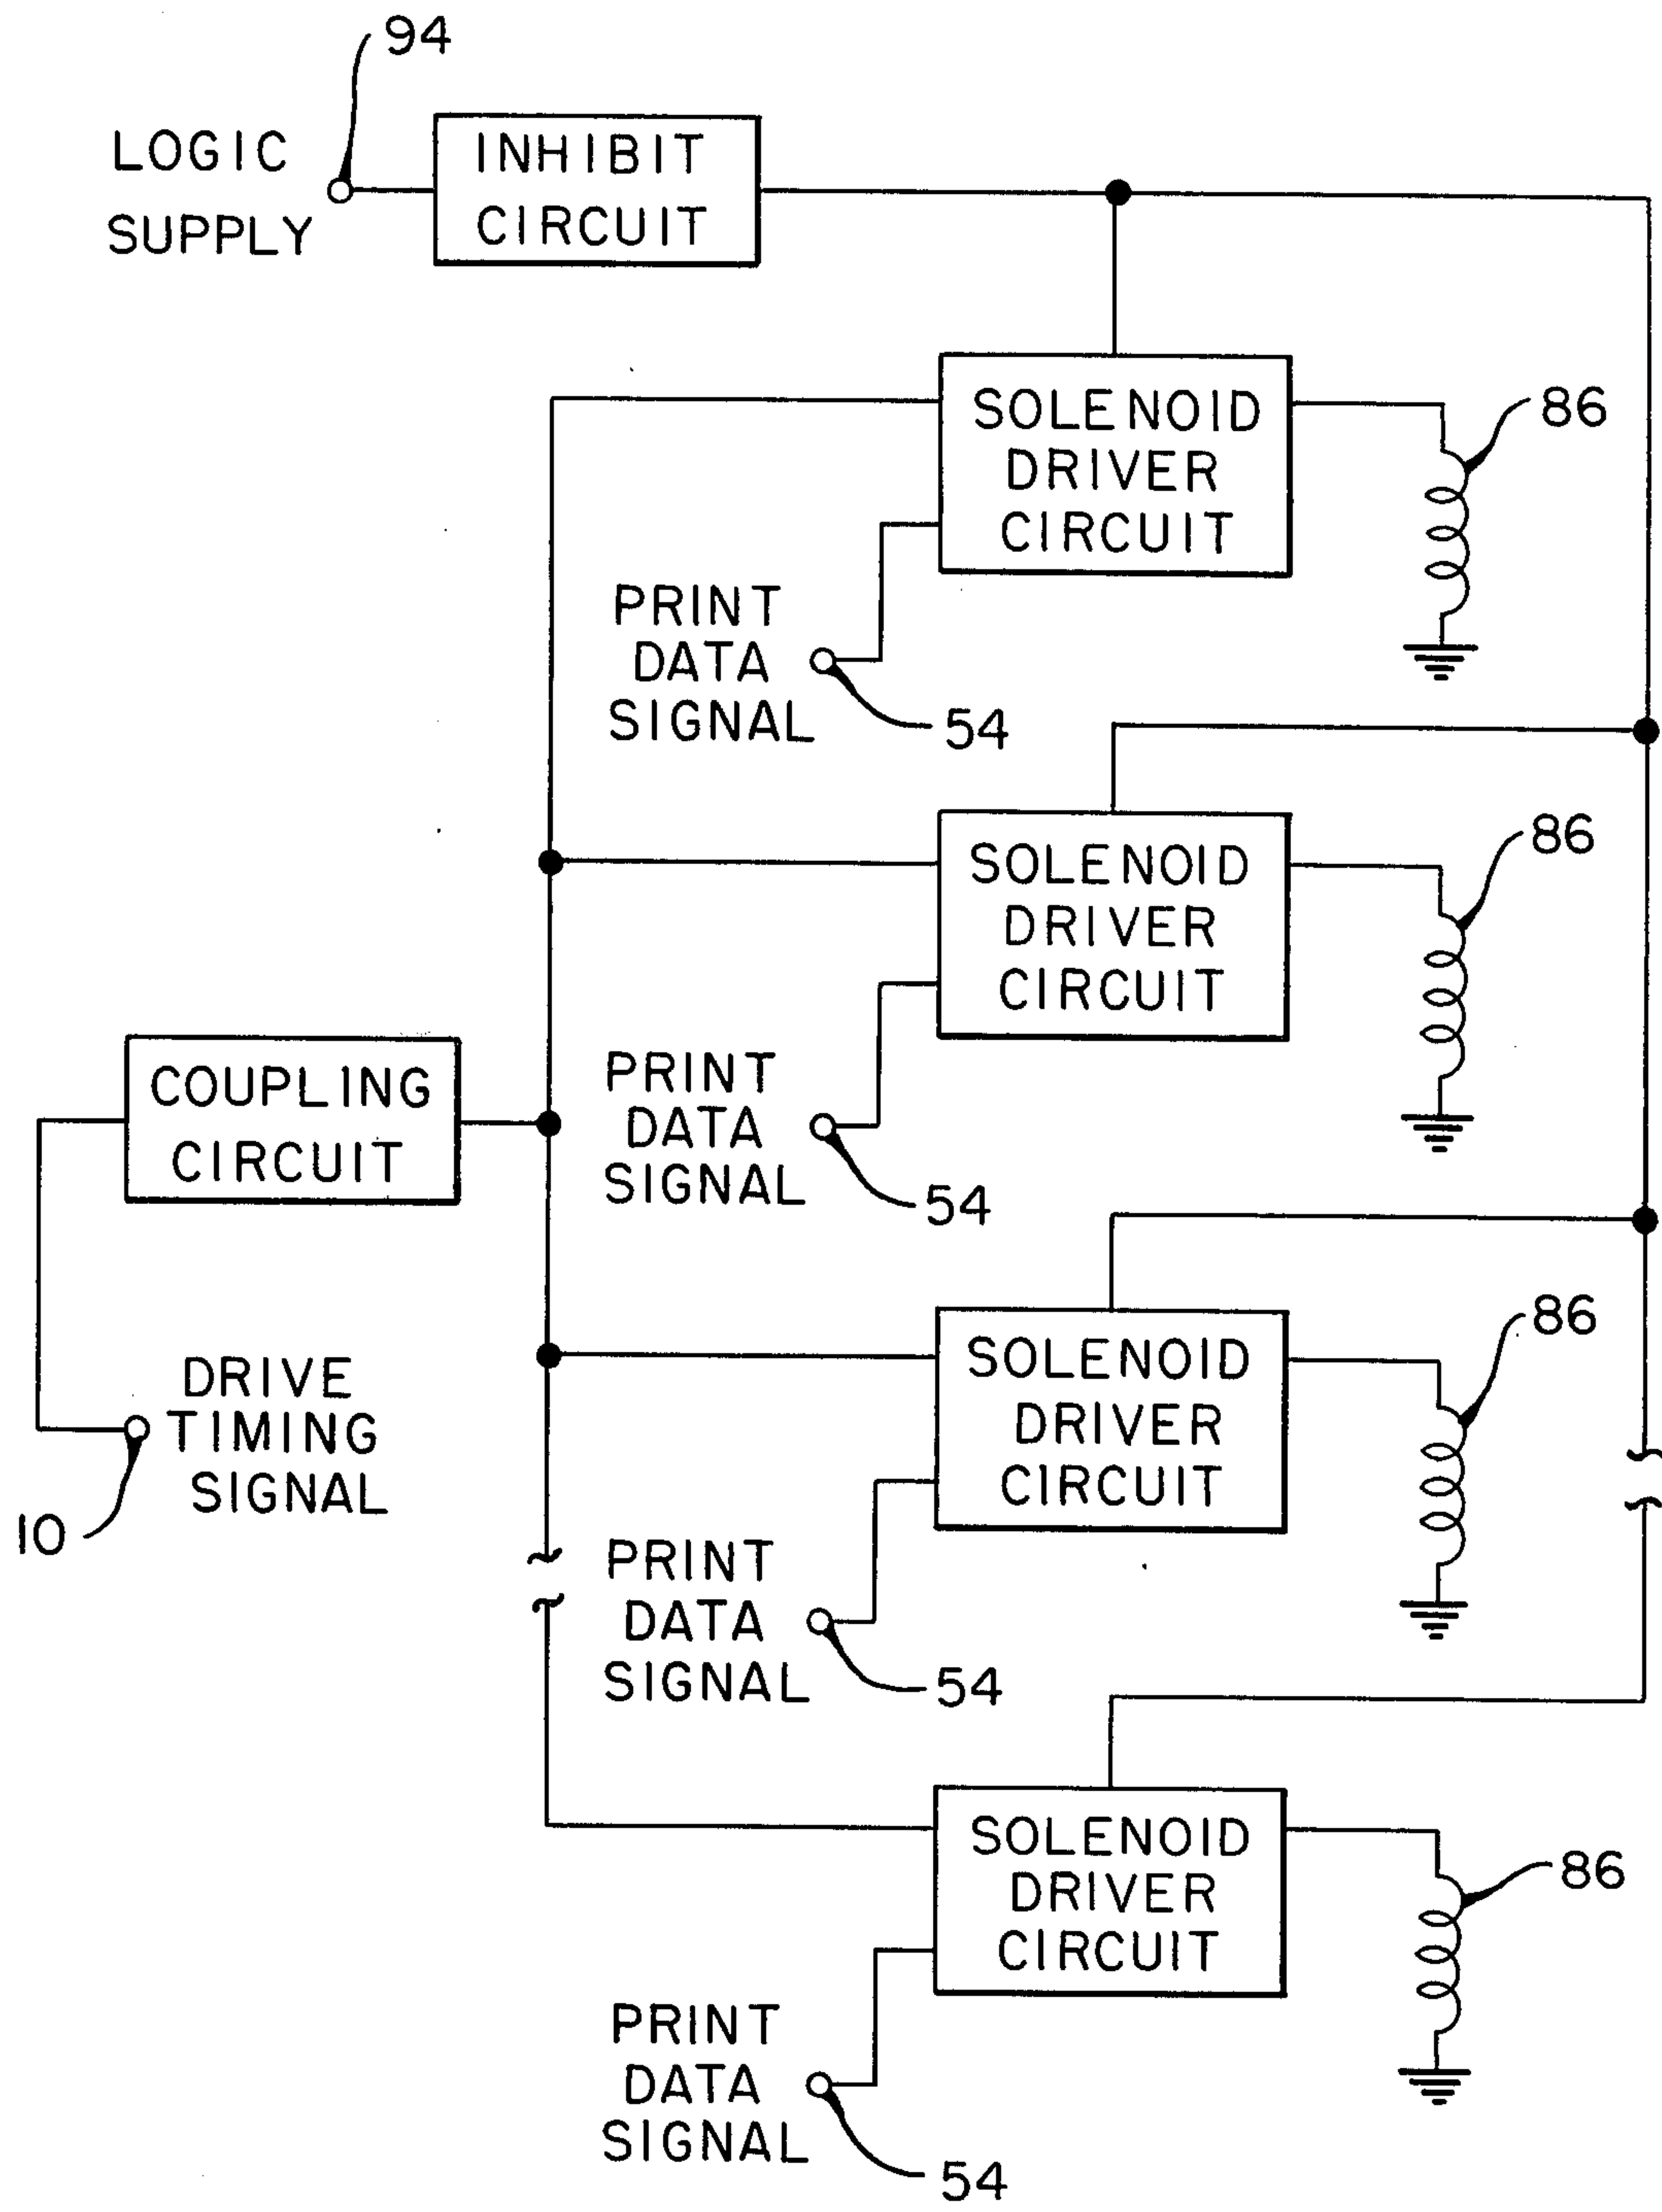 94
LOGIC
SUPPLY
INHIBIT
CIRCUIT
SOLENOID
DRIVER
CIRCUIT
86
PRINT
DATA
SIGNAL
54
SOLENOID
DRIVER
CIRCUIT
86
PRINT
DATA
SIGNAL
54
COUPLING
CIRCUIT
DRIVE
TIMING
SIGNAL
10
SOLENOID
DRIVER
CIRCUIT
86
PRINT
DATA
SIGNAL
54
SOLENOID
DRIVER
CIRCUIT
86
PRINT
DATA
SIGNAL
54